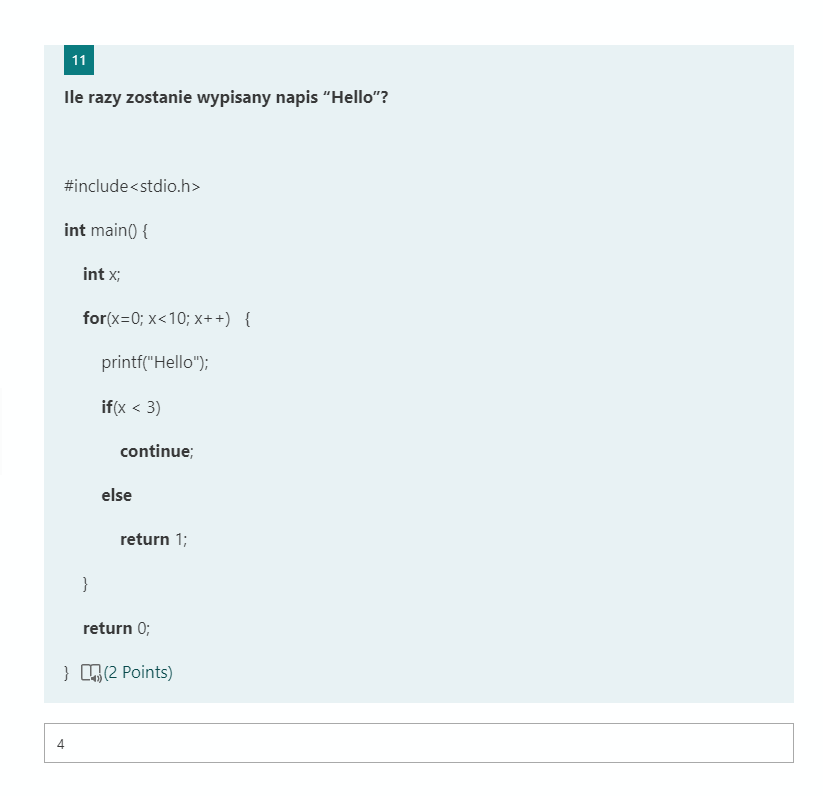 11
Ile razy zostanie wypisany napis “Hello”?
#include<stdio.h>
int main() {
int x;
for(x=0; x<10; x++) {
printf("Hello");
if(x < 3)
continue;
else
return 1;
}
return 0;
} (2 Points)
4